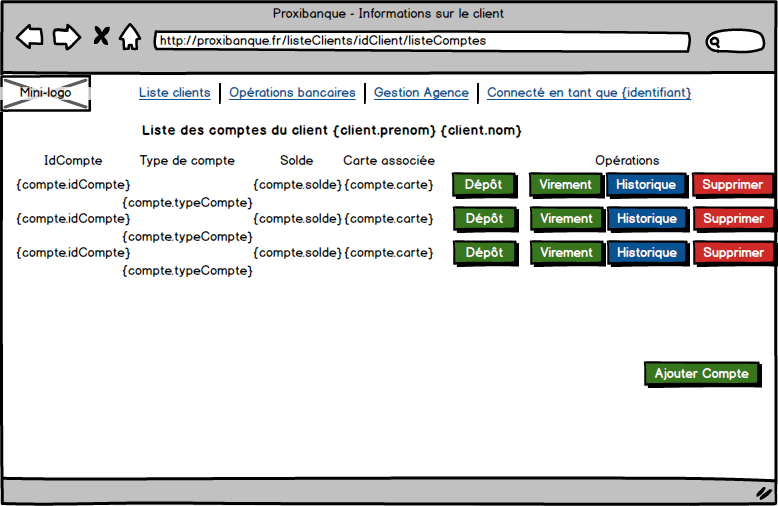 Proxibanque - Informations sur le client
http://proxibanque.fr/listeClients/idClient/listeComptes
Mini-logo
Liste clients Opérations bancaires Gestion Agence Connecté en tant que {identifiant}
Liste des comptes du client {client.prenom} {client.nom}
IdCompte Type de compte Solde Carte associée Opérations
{compte.idCompte} {compte.solde} {compte.carte} Dépôt Virement Historique Supprimer
{compte.typeCompte}
{compte.idCompte} {compte.solde} {compte.carte} Dépôt Virement Historique Supprimer
{compte.typeCompte}
{compte.idCompte} {compte.solde} {compte.carte} Dépôt Virement Historique Supprimer
{compte.typeCompte}
Ajouter Compte